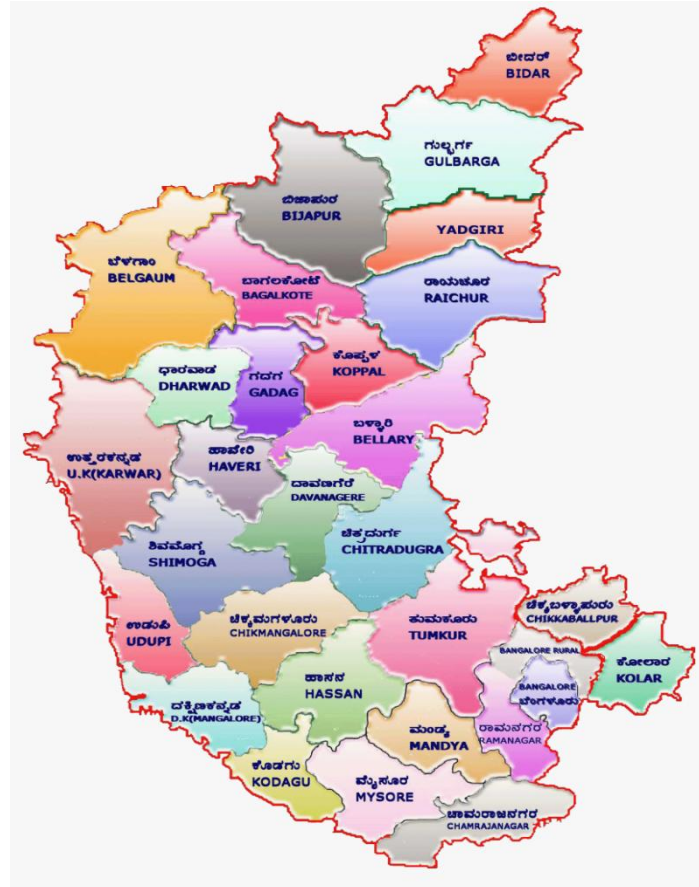 ಬೀದರ್
BIDAR
ಗುಲ್ಬರ್ಗ
GULBARGA
ಬಿಜಾಪುರ
BIJAPUR
YADGIRI
ಬೆಳಗಾಂ
BELGAUM
ಬಾಗಲಕೋಟೆ
BAGALKOTE
ರಾಯಚೂರ
RAICHUR
ಧಾರವಾಡ
DHARWAD
ಗದಗ
GADAG
ಕೊಪ್ಪಳ
KOPPAL
ಬಳ್ಳಾರಿ
BELLARY
ಉತ್ತರಕನ್ನಡ
U.K(KARWAR)
ಹಾವೇರಿ
HAVERI
ದಾವಣಗೆರೆ
DAVANAGERE
ಶಿವಮೊಗ್ಗ
SHIMOGA
ಚಿತ್ರದುರ್ಗ
CHITRADUGRA
ಉಡುಪಿ
UDUPI
ಚಿಕ್ಕಮಗಳೂರು
CHIKMANGALORE
ತುಮಕೂರು
TUMKUR
ಚಿಕ್ಕಬಳ್ಳಾಪುರು
CHIKKABALLPUR
BANGALORE RURAL
ಕೋಲಾರ
KOLAR
BANGALORE
ಬೆಂಗಳೂರು
ಹಾಸನ
HASSAN
ದಕ್ಷಿಣಕನ್ನಡ
D.K(MANGALORE)
ಮಂಡ್ಯ
MANDYA
ರಾಮನಗರ
RAMANAGAR
ಕೊಡಗು
KODAGU
ಮೈಸೂರ
MYSORE
ಚಾಮರಾಜನಗರ
CHAMRAJANAGAR